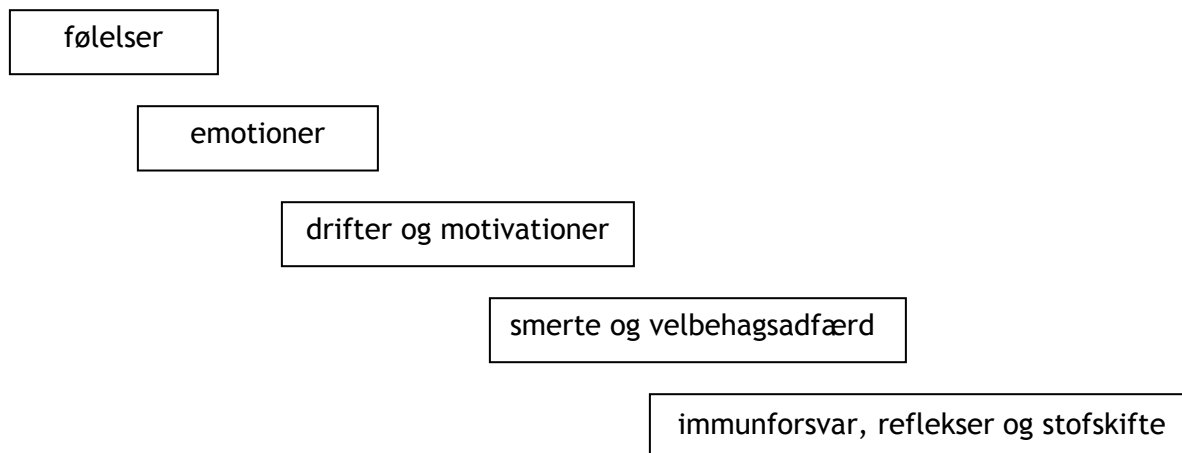 følelser
emotioner
drifter og motivationer
smerte og velbehagsadfærd
immunforsvar, reflekser og stofskifte